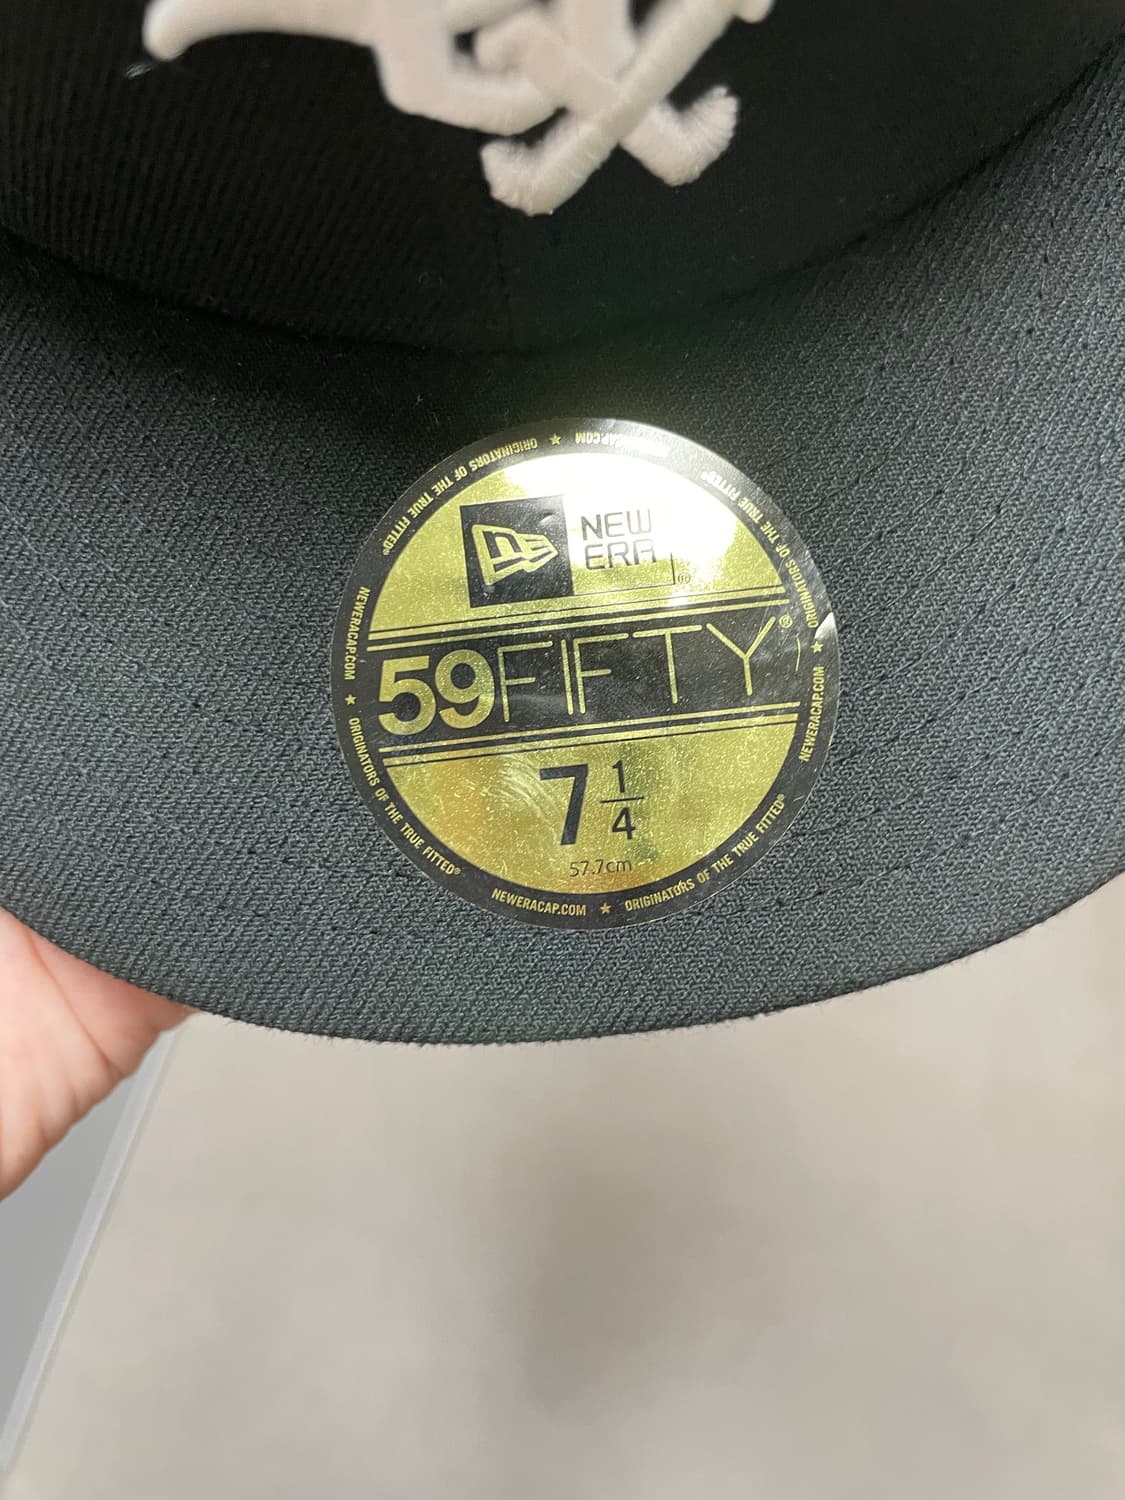 NEW
ERA
®
59FIFTY®
7 1/4
57.7cm
ORIGINATORS OF THE TRUE FITTED® ★ NEWERACAP.COM ★ ORIGINATORS OF THE TRUE FITTED® NEWERACAP.COM ★ ORIGINATORS OF THE TRUE FITTED® NEWERACAP.COM ★ ORIGINATORS OF THE TRUE FITTED® NEWERACAP.COM ★